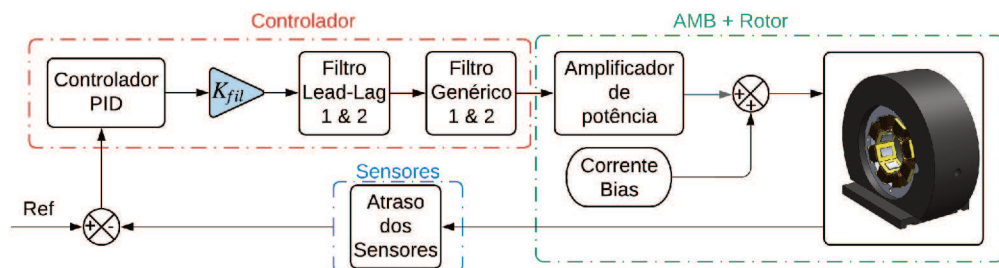 Controlador
AMB + Rotor
Controlador
PID
K_fil
Filtro
Lead-Lag
1 & 2
Filtro
Genérico
1 & 2
Amplificador
de
potência
+
+
Corrente
Bias
Sensores
Atraso
dos
Sensores
Ref
+
-